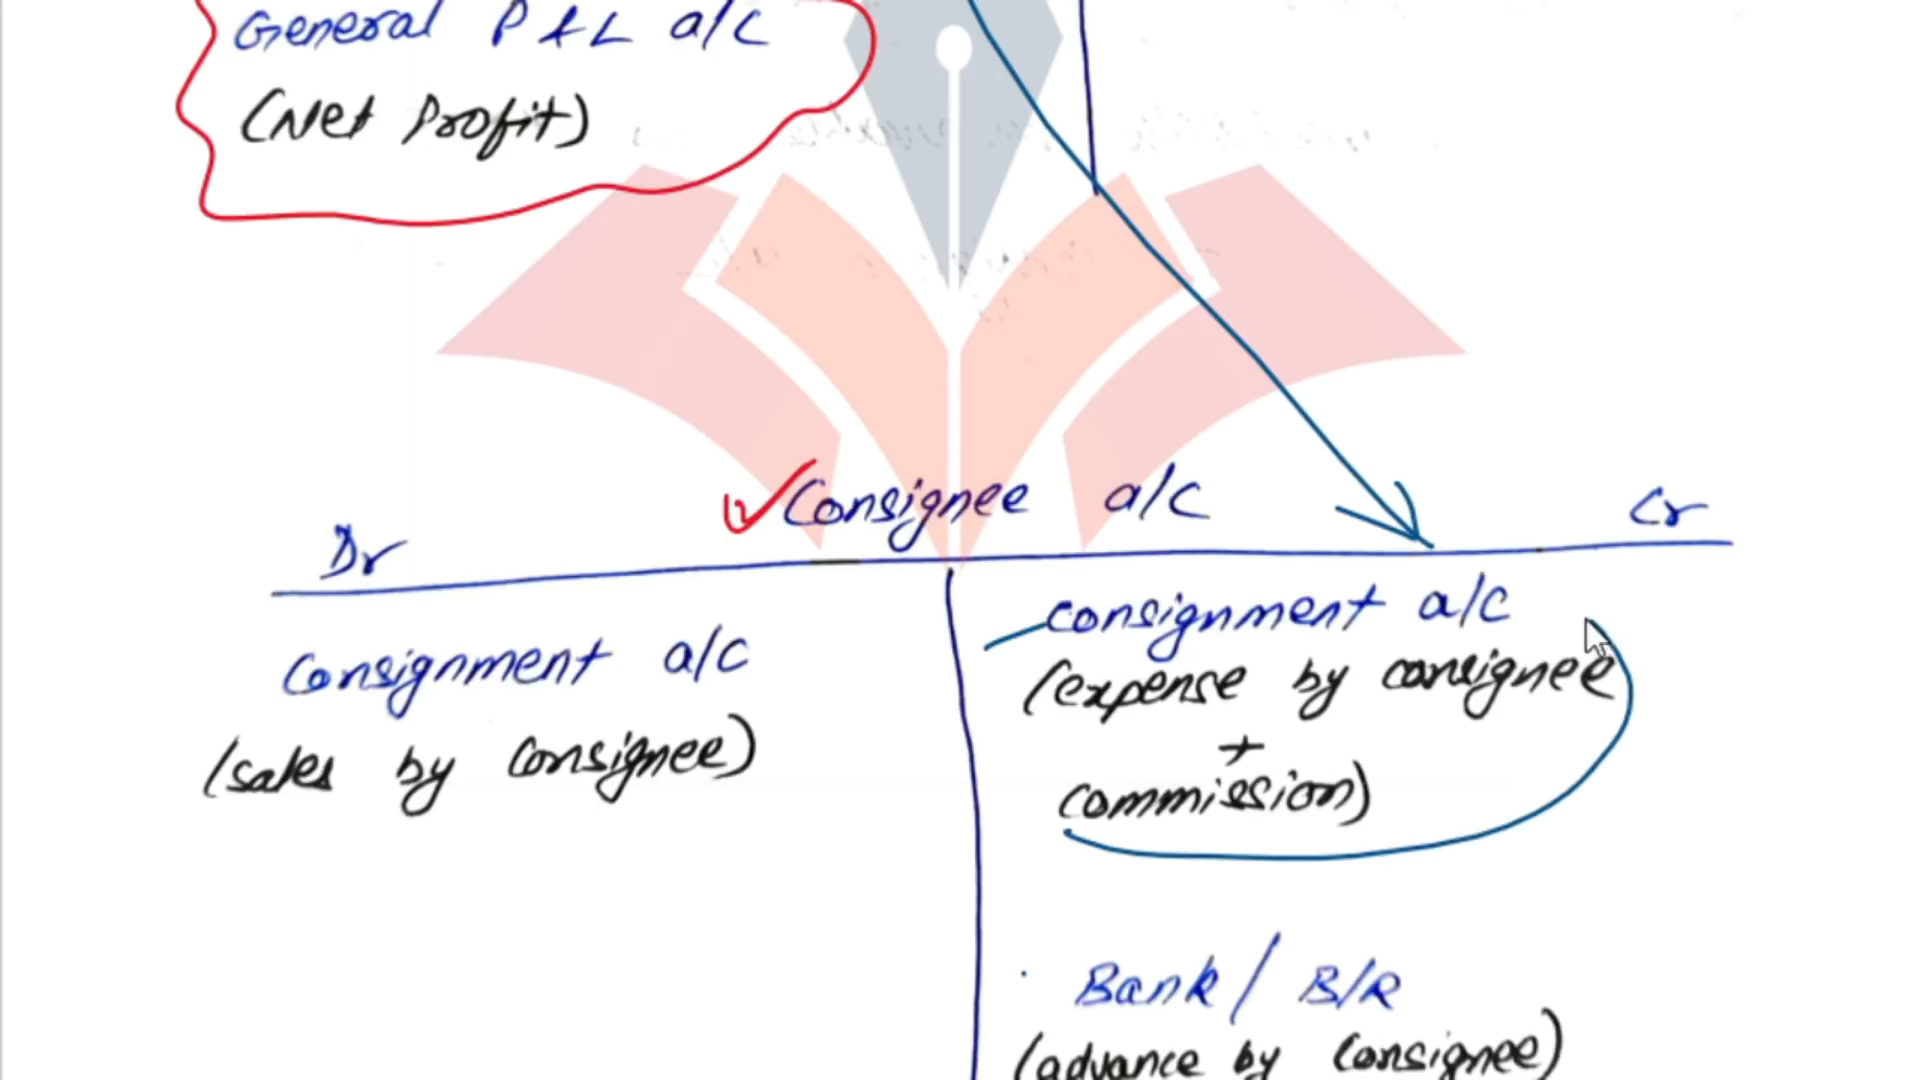 General P & L a/c
(Net Profit)
Consignee a/c
Dr
Cr
Consignment a/c
(sales by Consignee)
Consignment a/c
(expense by consignee
+
commission)
Bank / B/R
(advance by Consignee)